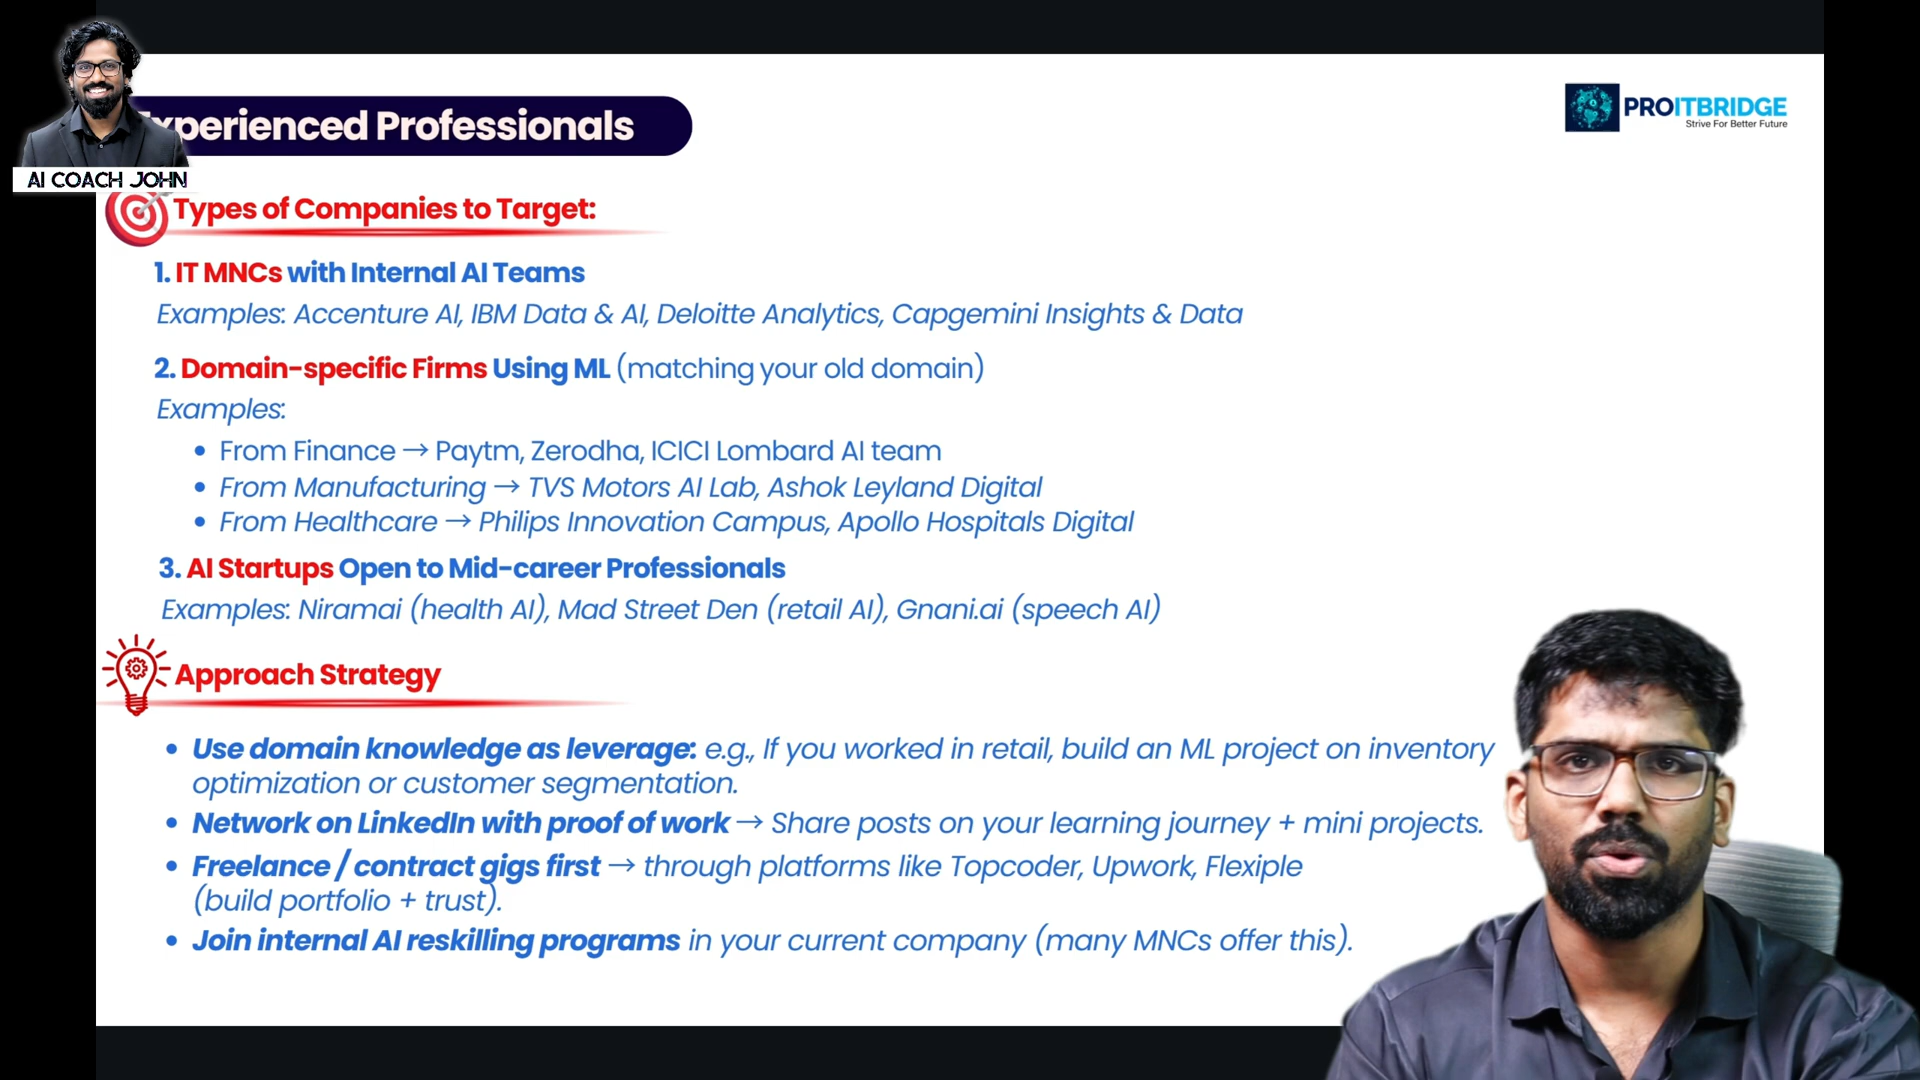 AI COACH JOHN
Experienced Professionals
PROITBRIDGE
Strive For Better Future
Types of Companies to Target:
1. IT MNCs with Internal AI Teams
Examples: Accenture AI, IBM Data & AI, Deloitte Analytics, Capgemini Insights & Data
2. Domain-specific Firms Using ML (matching your old domain)
Examples:
• From Finance → Paytm, Zerodha, ICICI Lombard AI team
• From Manufacturing → TVS Motors AI Lab, Ashok Leyland Digital
• From Healthcare → Philips Innovation Campus, Apollo Hospitals Digital
3. AI Startups Open to Mid-career Professionals
Examples: Niramai (health AI), Mad Street Den (retail AI), Gnani.ai (speech AI)
Approach Strategy
• Use domain knowledge as leverage: e.g., If you worked in retail, build an ML project on inventory
optimization or customer segmentation.
• Network on LinkedIn with proof of work → Share posts on your learning journey + mini projects.
• Freelance / contract gigs first → through platforms like Topcoder, Upwork, Flexiple
(build portfolio + trust).
• Join internal AI reskilling programs in your current company (many MNCs offer this).